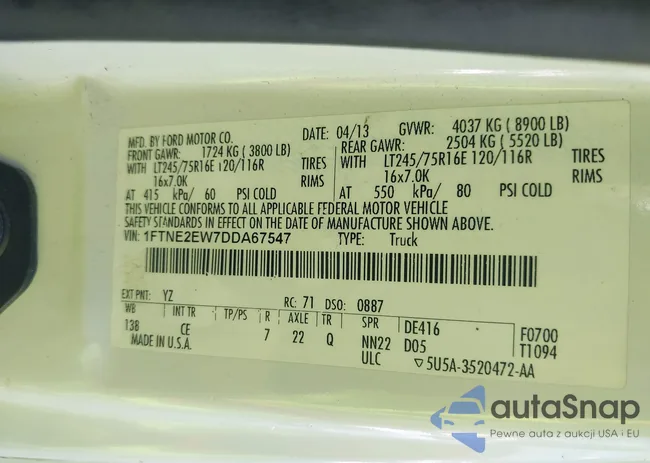 MFD. BY FORD MOTOR CO. DATE: 04/13 GVWR: 4037 KG ( 8900 LB)
FRONT GAWR: 1724 KG ( 3800 LB) REAR GAWR: 2504 KG ( 5520 LB)
WITH LT245/75R16E 120/116R TIRES WITH LT245/75R16E 120/116R TIRES
16x7.0K RIMS 16x7.0K RIMS
AT 415 kPa/ 60 PSI COLD AT 550 kPa/ 80 PSI COLD
THIS VEHICLE CONFORMS TO ALL APPLICABLE FEDERAL MOTOR VEHICLE
SAFETY STANDARDS IN EFFECT ON THE DATE OF MANUFACTURE SHOWN ABOVE.
VIN: 1FTNE2EW7DDA67547 TYPE: Truck
EXT PNT: YZ RC: 71 DSO: 0887
WB INT TR TP/PS R AXLE TR SPR DE416 F0700
138 CE 7 22 Q NN22 D05 T1094
MADE IN U.S.A. ULC ▽5U5A-3520472-AA
autaSnap
Pewne auta z aukcji USA i EU